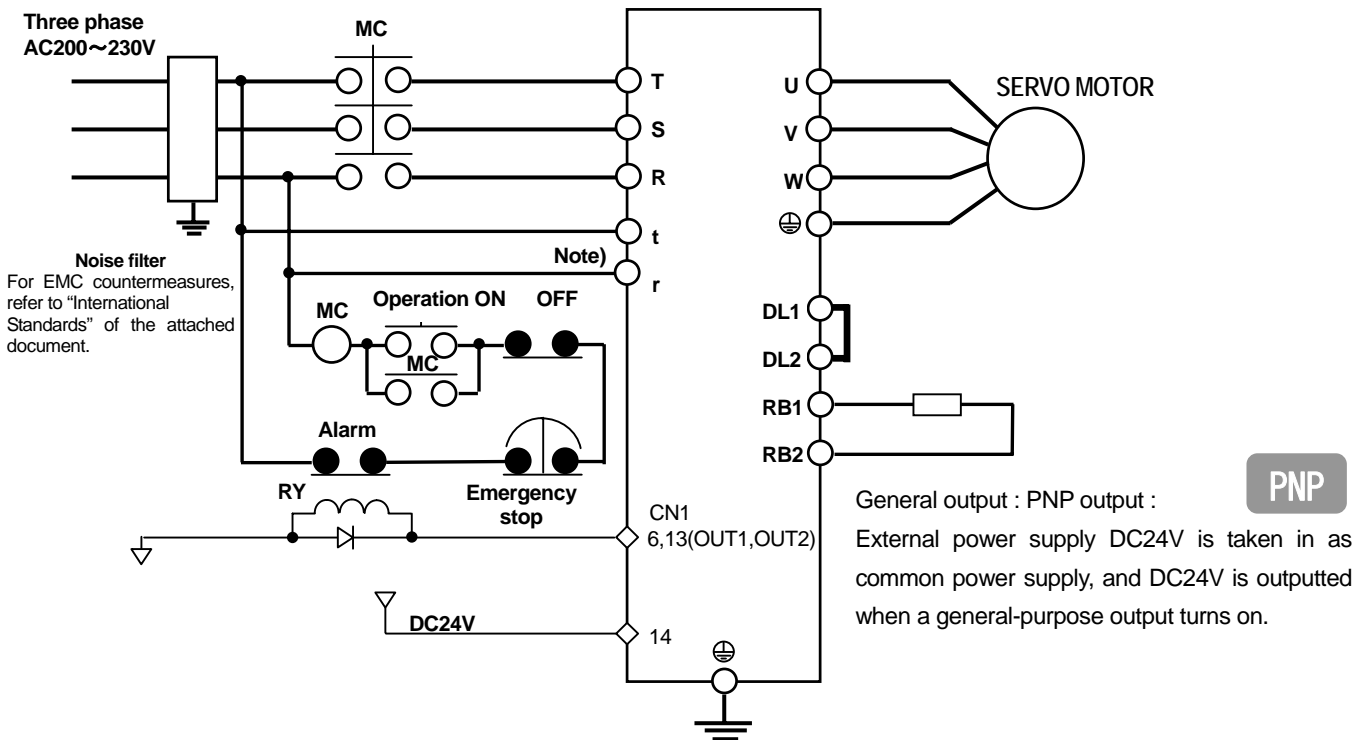 Three phase
AC200～230V
MC
T
S
R
t
Note)
r
U
V
W
SERVO MOTOR
Noise filter
For EMC countermeasures,
refer to “International
Standards” of the attached
document.
MC
Operation ON
OFF
MC
Alarm
Emergency
stop
RY
DL1
DL2
RB1
RB2
CN1
6,13(OUT1,OUT2)
DC24V
14
PNP
General output : PNP output :
External power supply DC24V is taken in as
common power supply, and DC24V is outputted
when a general-purpose output turns on.